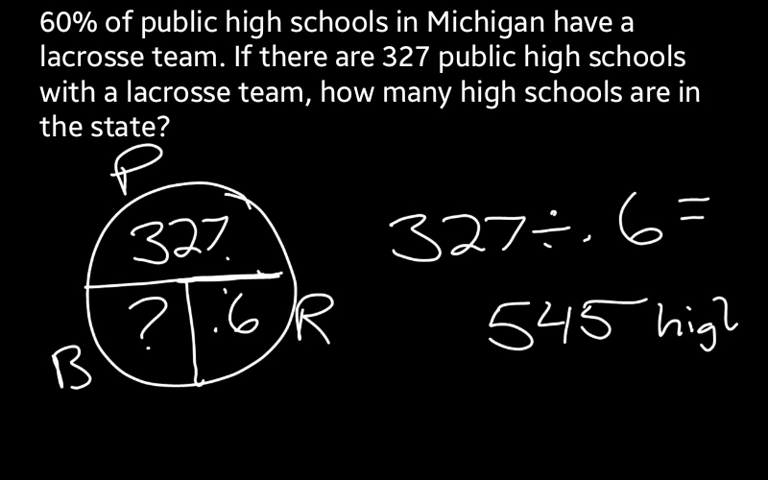 60% of public high schools in Michigan have a
lacrosse team. If there are 327 public high schools
with a lacrosse team, how many high schools are in
the state?
P
327
327÷.6=
? .6 R
B
545 high